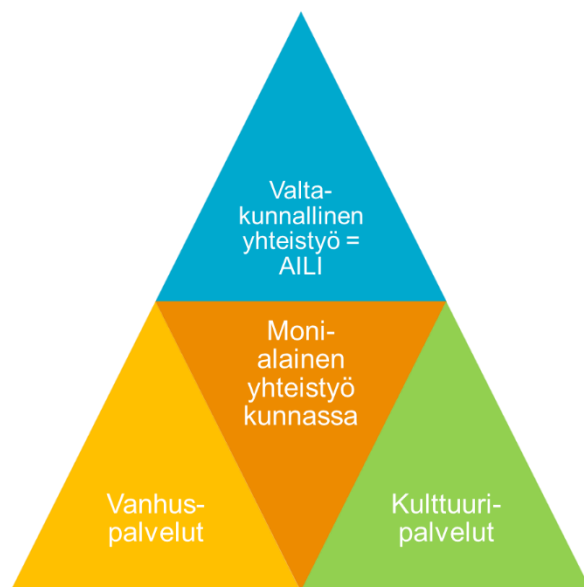 Valta-
kunnallinen
yhteistyö =
AILI
Moni-
alainen
yhteistyö
kunnassa
Vanhus-
palvelut
Kulttuuri-
palvelut